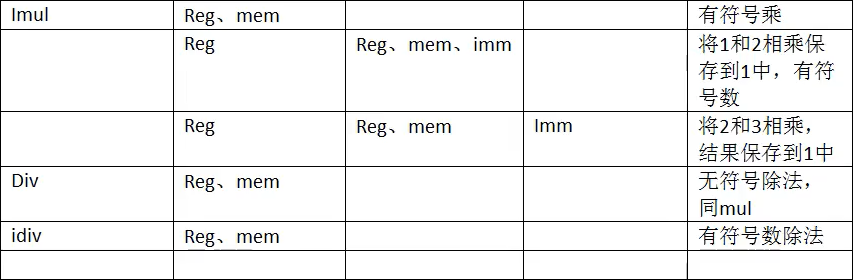 Imul Reg、mem 有符号乘
Reg Reg、mem、imm 将1和2相乘保
存到1中，有符
号数
Reg Reg、mem Imm 将2和3相乘，
结果保存到1中
Div Reg、mem 无符号除法，
同mul
idiv Reg、mem 有符号数除法